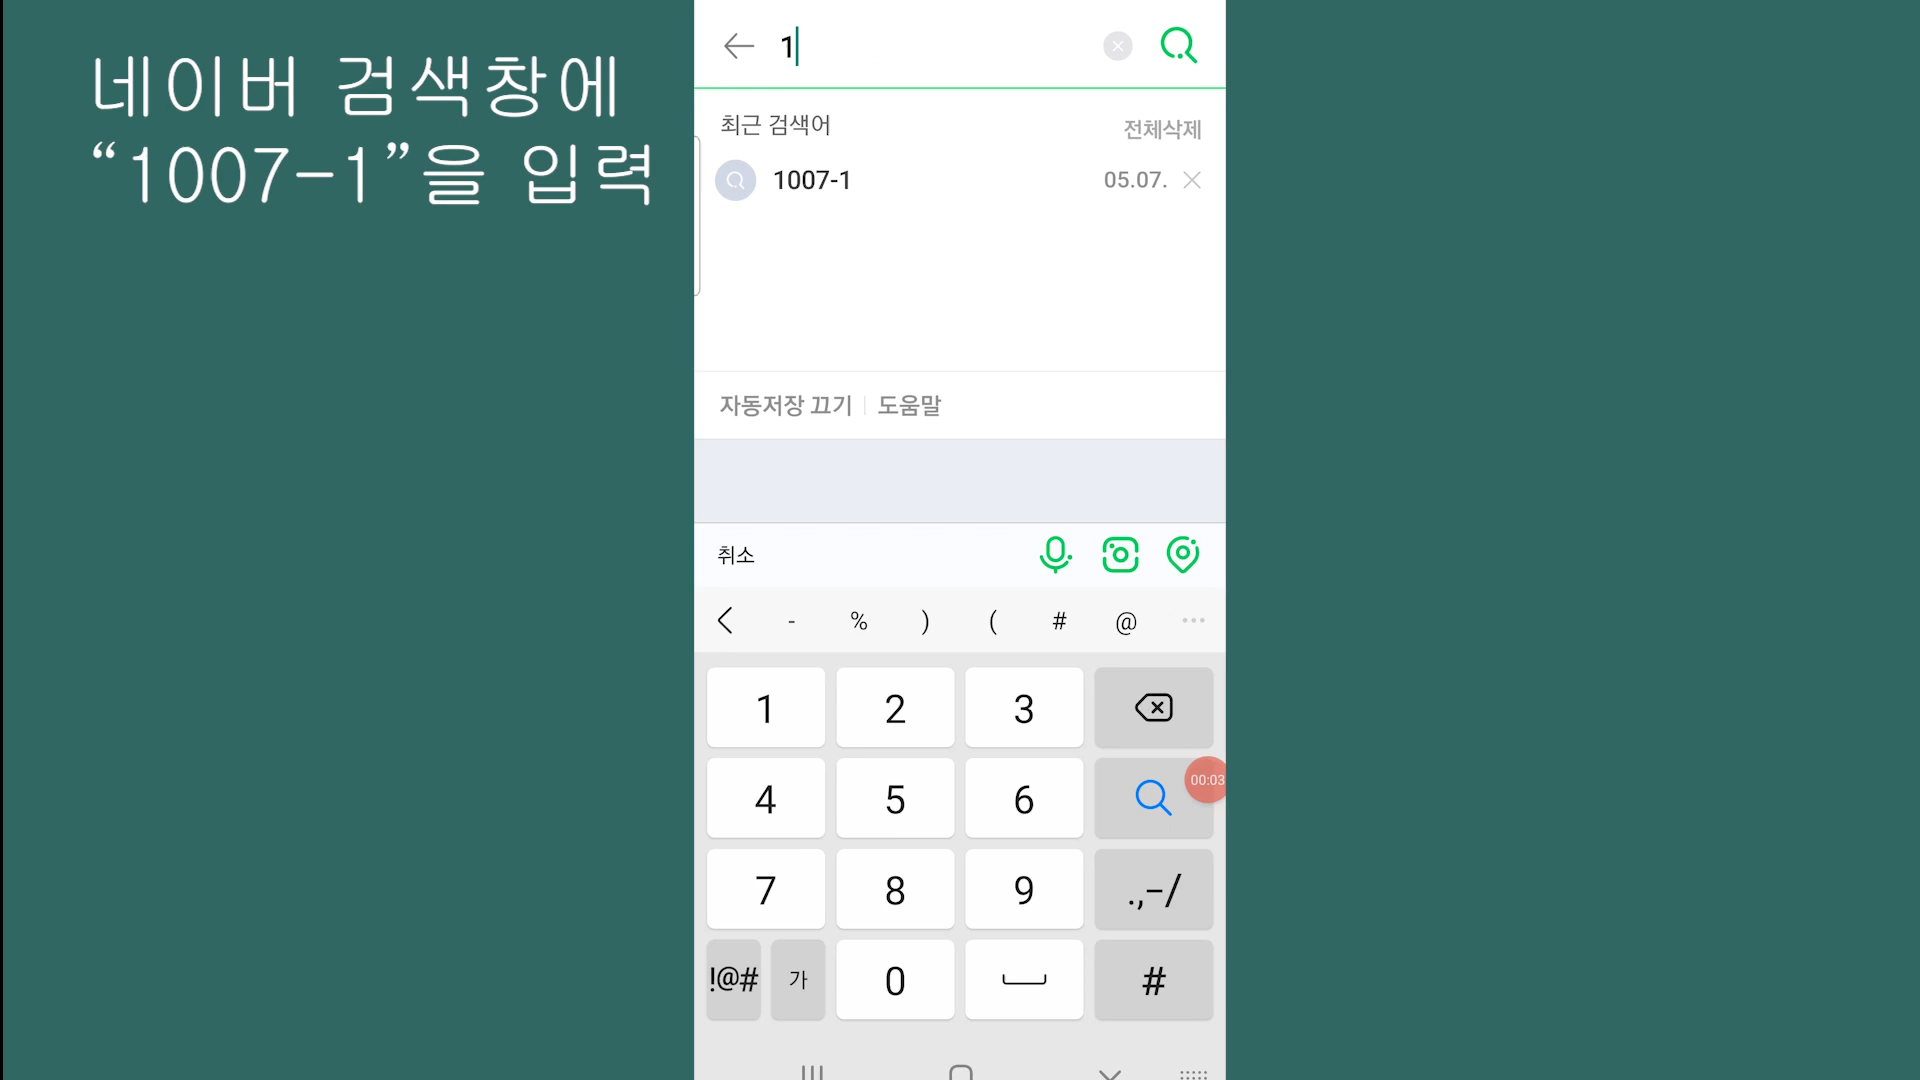 네이버 검색창에
“1007-1”을 입력
1
최근 검색어 전체삭제
1007-1 05.07.
자동저장 끄기 도움말
취소
- % ) ( # @ ···
1 2 3
4 5 6
00:03
7 8 9 .,-/
!@# 가 0 #